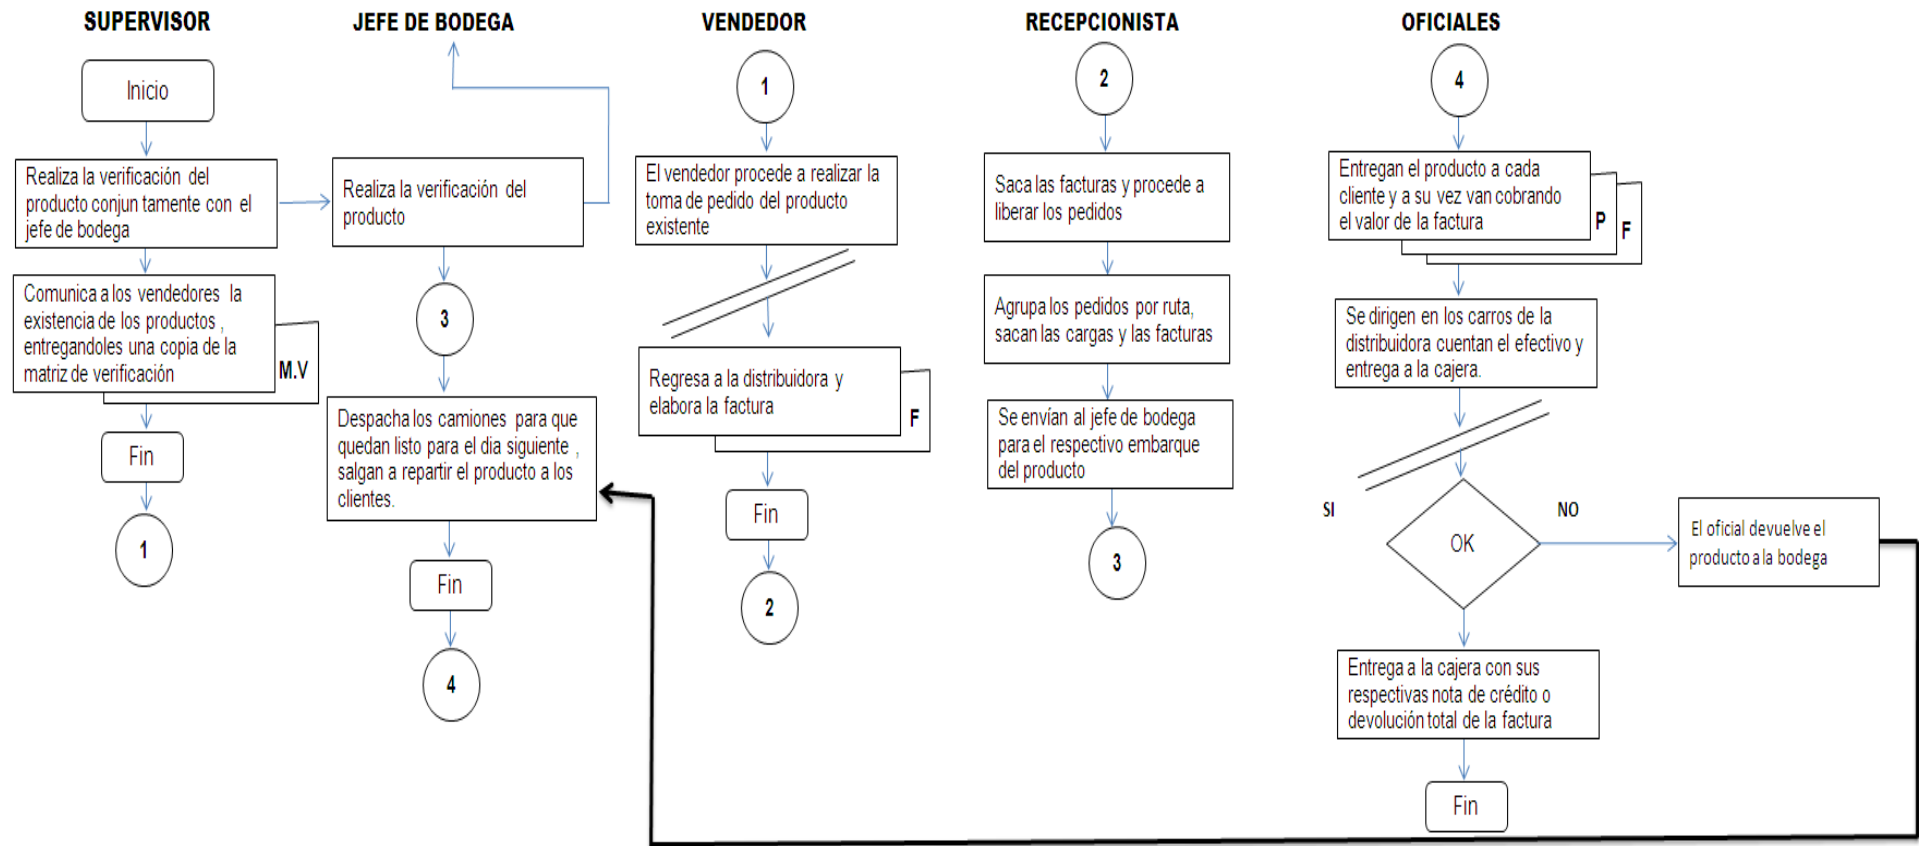 SUPERVISOR
Inicio
Realiza la verificación del
producto conjun tamente con el
jefe de bodega
Comunica a los vendedores la
existencia de los productos ,
entregandoles una copia de la
matriz de verificación
M.V
Fin
1
JEFE DE BODEGA
Realiza la verificación del
producto
3
Despacha los camiones para que
quedan listo para el dia siguiente ,
salgan a repartir el producto a los
clientes.
Fin
4
VENDEDOR
1
El vendedor procede a realizar la
toma de pedido del producto
existente
Regresa a la distribuidora y
elabora la factura
F
Fin
2
RECEPCIONISTA
2
Saca las facturas y procede a
liberar los pedidos
Agrupa los pedidos por ruta,
sacan las cargas y las facturas
Se envían al jefe de bodega
para el respectivo embarque
del producto
3
OFICIALES
4
Entregan el producto a cada
cliente y a su vez van cobrando
el valor de la factura
P
F
Se dirigen en los carros de la
distribuidora cuentan el efectivo y
entrega a la cajera.
SI
NO
OK
El oficial devuelve el
producto a la bodega
Entrega a la cajera con sus
respectivas nota de crédito o
devolución total de la factura
Fin